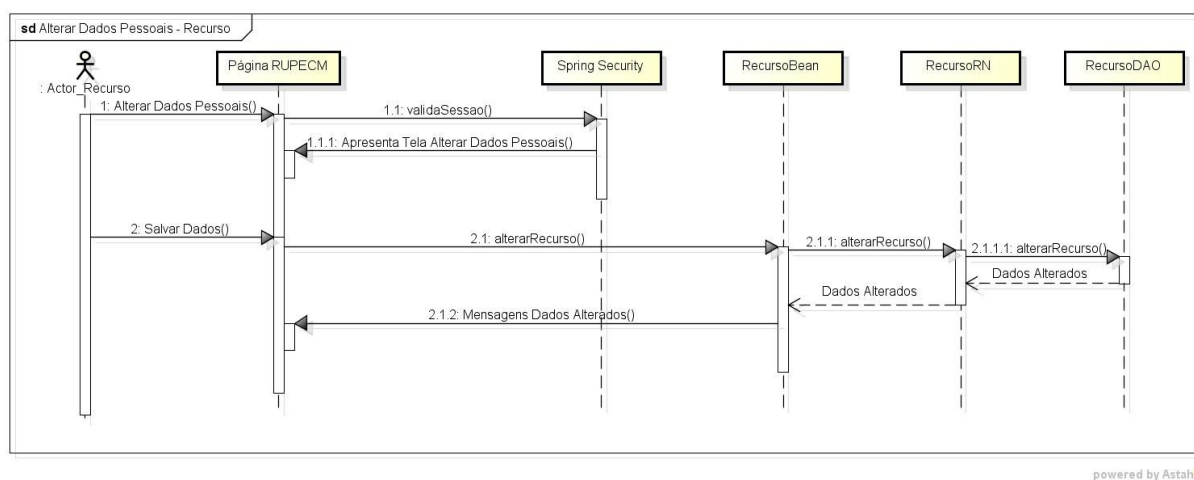 sd Alterar Dados Pessoais - Recurso
: Actor_Recurso
Página RUPECM
Spring Security
RecursoBean
RecursoRN
RecursoDAO
1: Alterar Dados Pessoais()
1.1: validaSessao()
1.1.1: Apresenta Tela Alterar Dados Pessoais()
2: Salvar Dados()
2.1: alterarRecurso()
2.1.1: alterarRecurso()
2.1.1.1: alterarRecurso()
Dados Alterados
Dados Alterados
2.1.2: Mensagens Dados Alterados()
powered by Astah